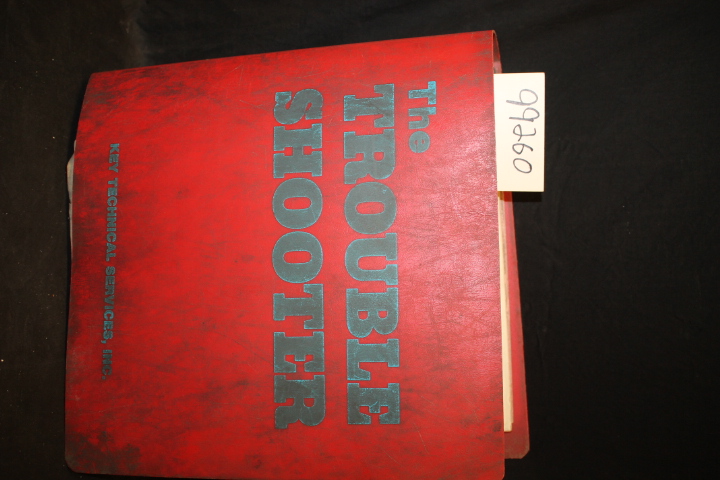 The
TROUBLE
SHOOTER
KEY TECHNICAL SERVICES, INC.
99260